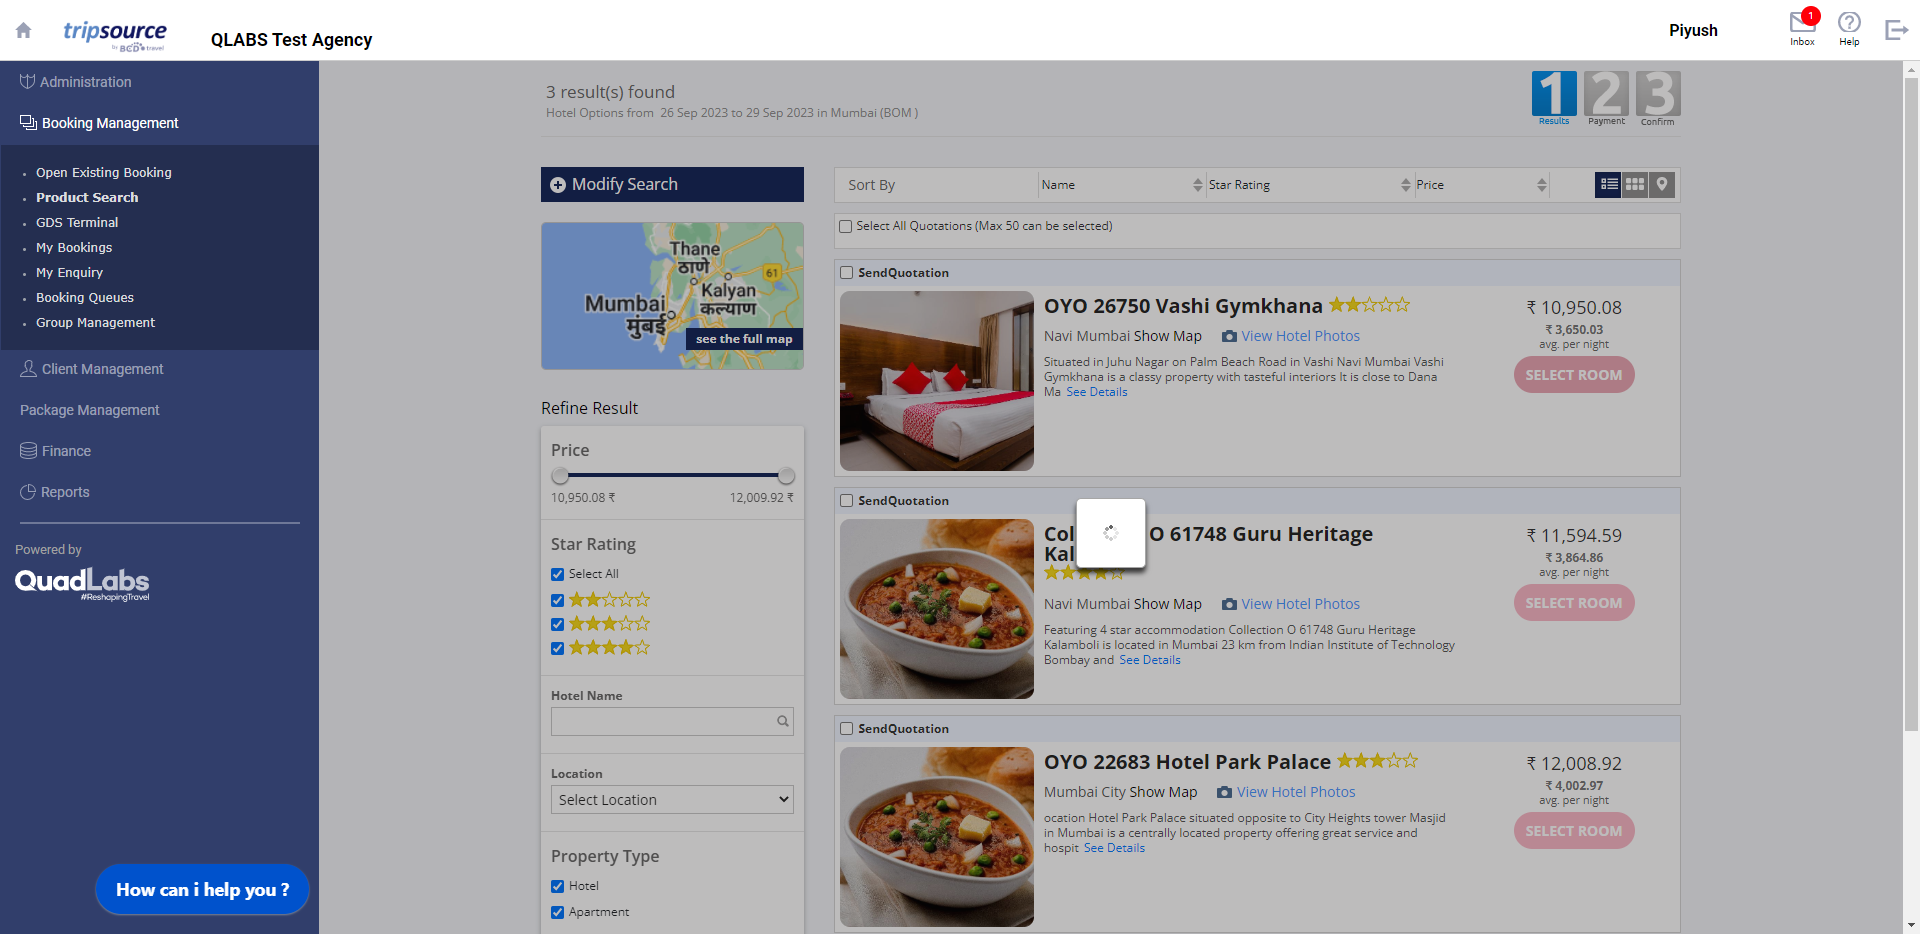 tripsource
by BCD travel
QLABS Test Agency
Piyush
1
Inbox
Help
Administration
Booking Management
Open Existing Booking
Product Search
GDS Terminal
My Bookings
My Enquiry
Booking Queues
Group Management
Client Management
Package Management
Finance
Reports
Powered by
QuadLabs
#ReshapingTravel
How can i help you ?
3 result(s) found
Hotel Options from 26 Sep 2023 to 29 Sep 2023 in Mumbai (BOM )
1 2 3
Results Payment Confirm
Modify Search
Thane
ठाणे
61
Kalyan
कल्याण
Mumbai
मुंबई
see the full map
Refine Result
Price
10,950.08 ₹ 12,009.92 ₹
Star Rating
Select All
Hotel Name
Location
Select Location
Property Type
Hotel
Apartment
Sort By Name Star Rating Price
Select All Quotations (Max 50 can be selected)
SendQuotation
OYO 26750 Vashi Gymkhana
₹ 10,950.08
Navi Mumbai Show Map View Hotel Photos
₹ 3,650.03
avg. per night
Situated in Juhu Nagar on Palm Beach Road in Vashi Navi Mumbai Vashi
Gymkhana is a classy property with tasteful interiors It is close to Dana
Ma See Details
SELECT ROOM
SendQuotation
Col O 61748 Guru Heritage
Kal
₹ 11,594.59
₹ 3,864.86
avg. per night
Navi Mumbai Show Map View Hotel Photos
SELECT ROOM
Featuring 4 star accommodation Collection O 61748 Guru Heritage
Kalamboli is located in Mumbai 23 km from Indian Institute of Technology
Bombay and See Details
SendQuotation
OYO 22683 Hotel Park Palace
₹ 12,008.92
Mumbai City Show Map View Hotel Photos
₹ 4,002.97
avg. per night
ocation Hotel Park Palace situated opposite to City Heights tower Masjid
in Mumbai is a centrally located property offering great service and
hospit See Details
SELECT ROOM